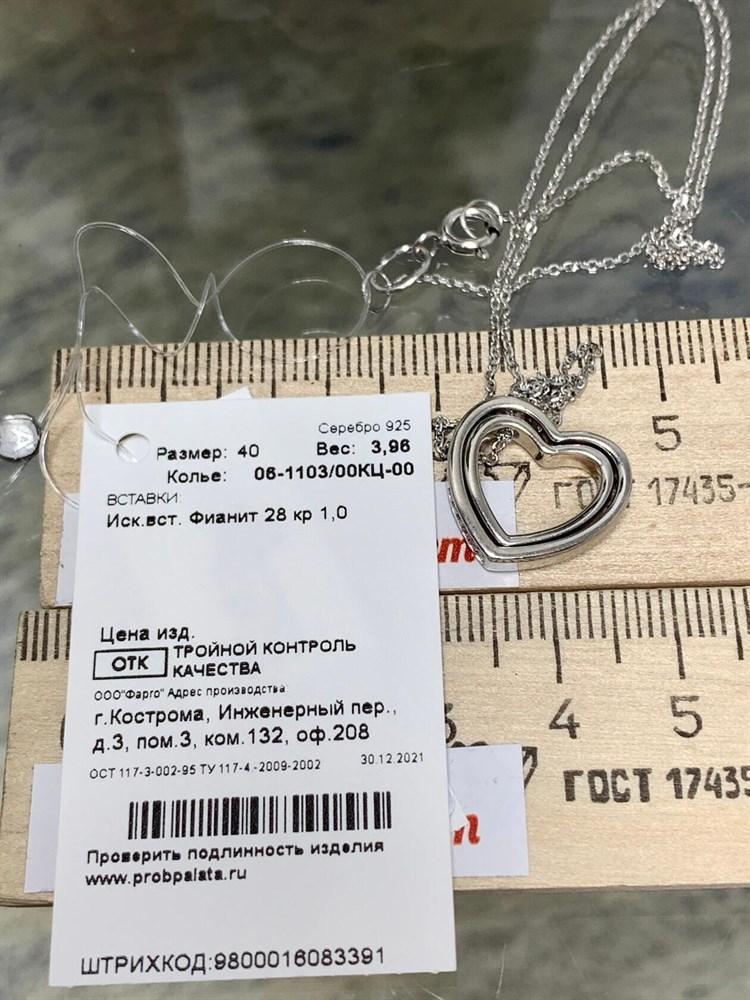 Серебро 925
Размер: 40 Вес: 3,96
Колье: 06-1103/00КЦ-00
ВСТАВКИ:
Иск.вст. Фианит 28 кр 1,0
Цена изд.
ОТК ТРОЙНОЙ КОНТРОЛЬ
КАЧЕСТВА
ООО"Фарго" Адрес производства
г.Кострома, Инженерный пер.,
д.3, пом.3, ком.132, оф.208
ОСТ 117-3-002-95 ТУ 117-4.-2009-2002 30.12.2021
Проверить подлинность изделия
www.probpalata.ru
ШТРИХКОД:9800016083391
5
17435-
4 5
ГОСТ 17435